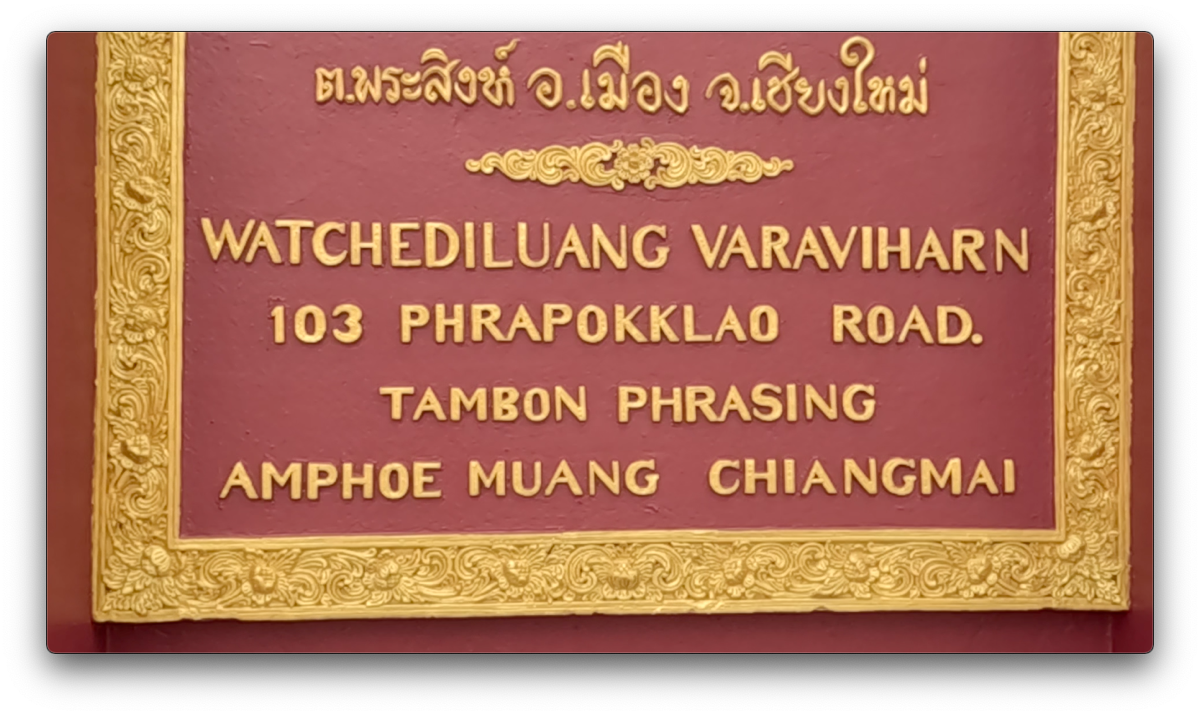 ต.พระสิงห์ อ.เมือง จ.เชียงใหม่
WATCHEDILUANG VARAVIHARN
103 PHRAPOKKLAO ROAD.
TAMBON PHRASING
AMPHOE MUANG CHIANGMAI